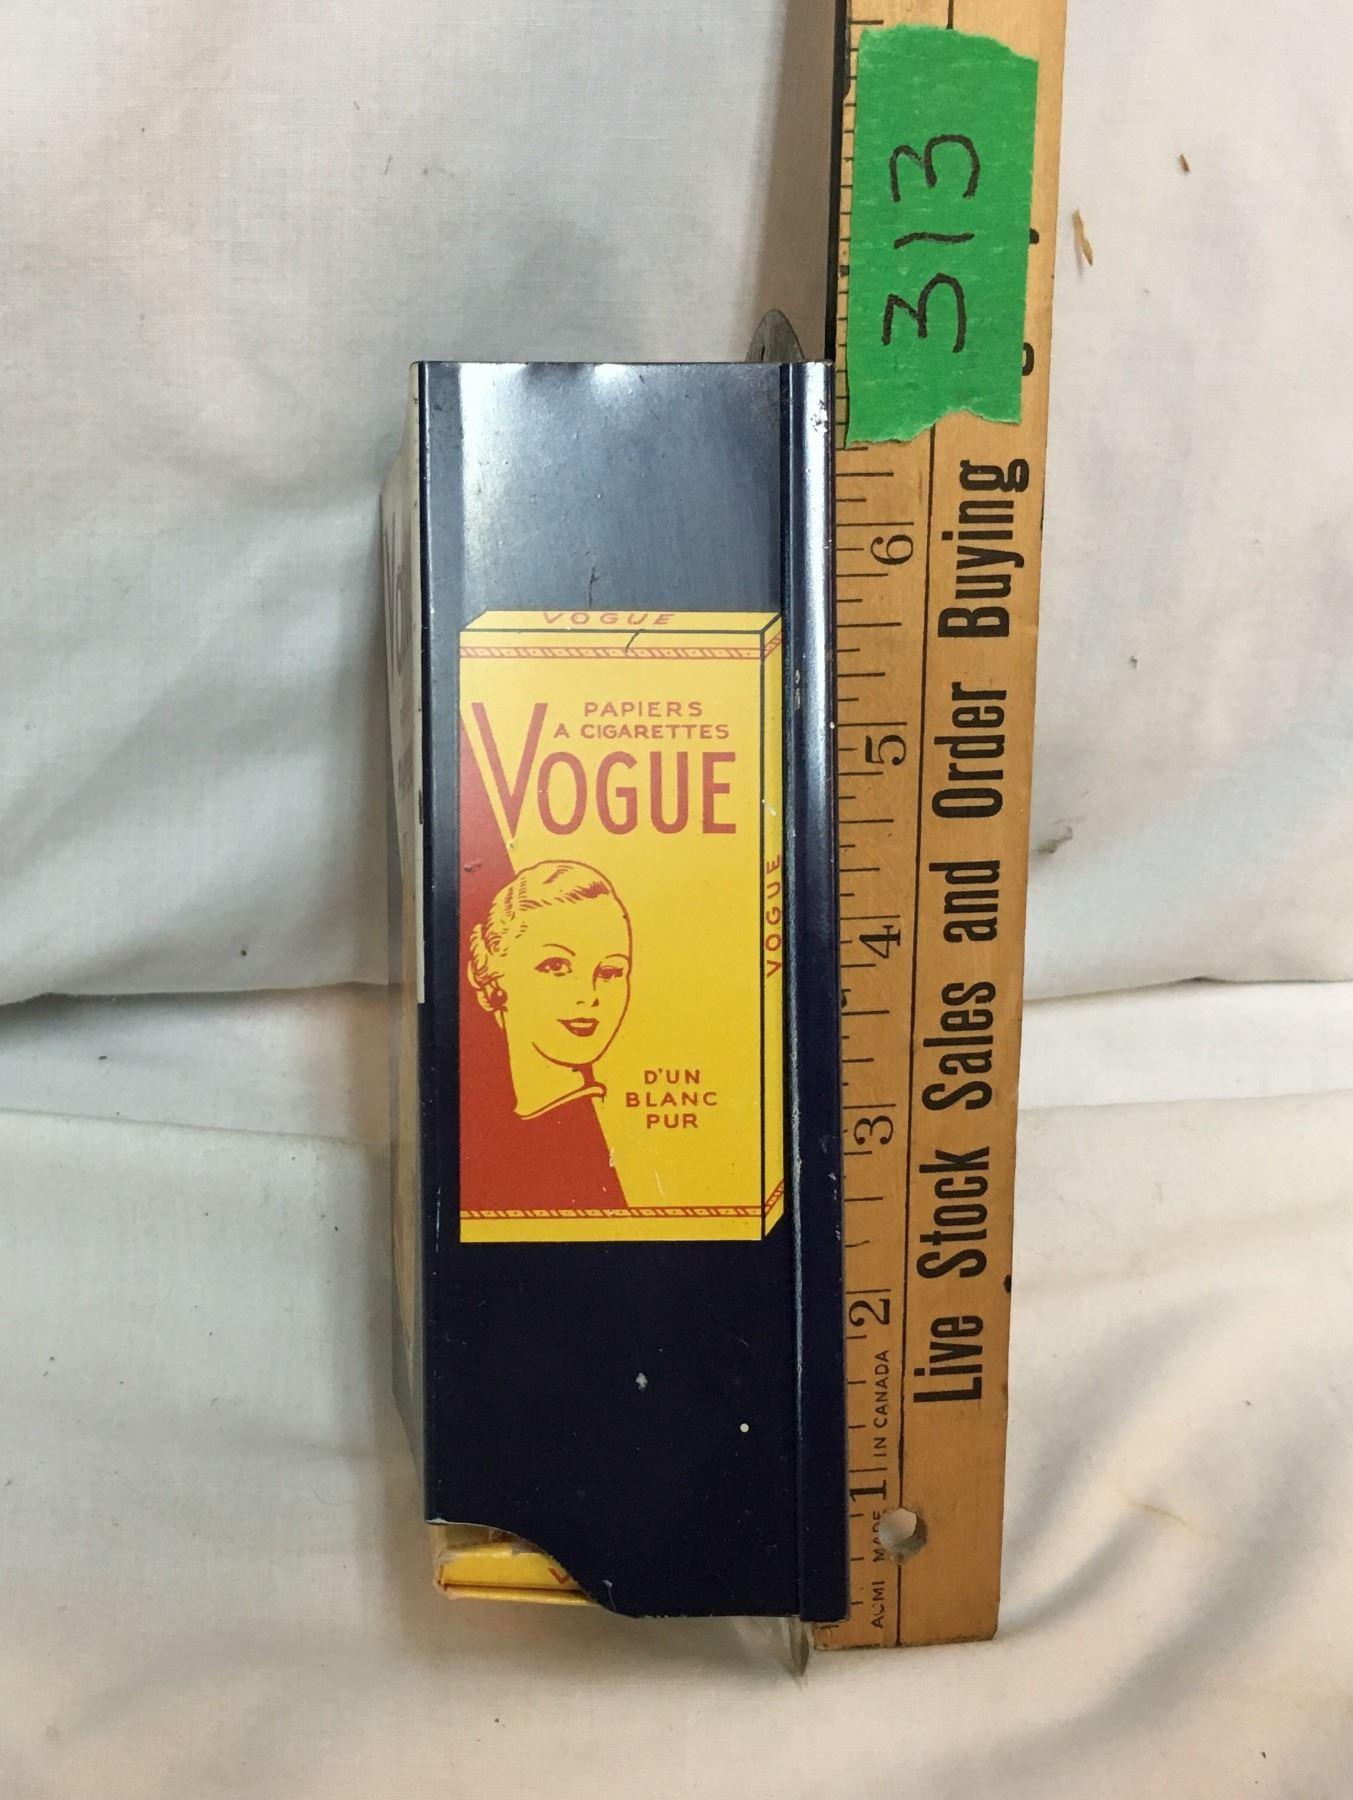 VOGUE
PAPIERS
A CIGARETTES
VOGUE
VOGUE
D'UN
BLANC
PUR
313
Live Stock Sales and Order Buying
6
5
4
3
2
1
ACMI MADE IN CANADA